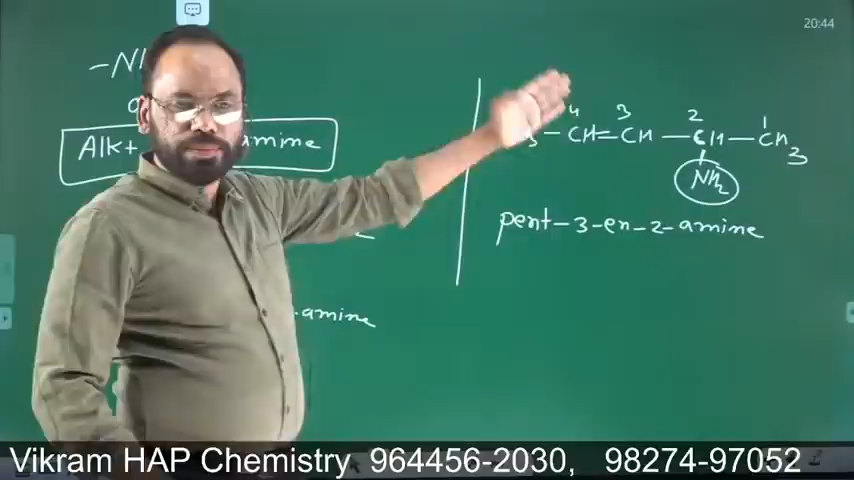 20:44
Alk+ amine
4 3 2 1
3 – CH=CH – CH – CH3
NH2
pent-3-en-2-amine
-amine
Vikram HAP Chemistry 964456-2030, 98274-97052